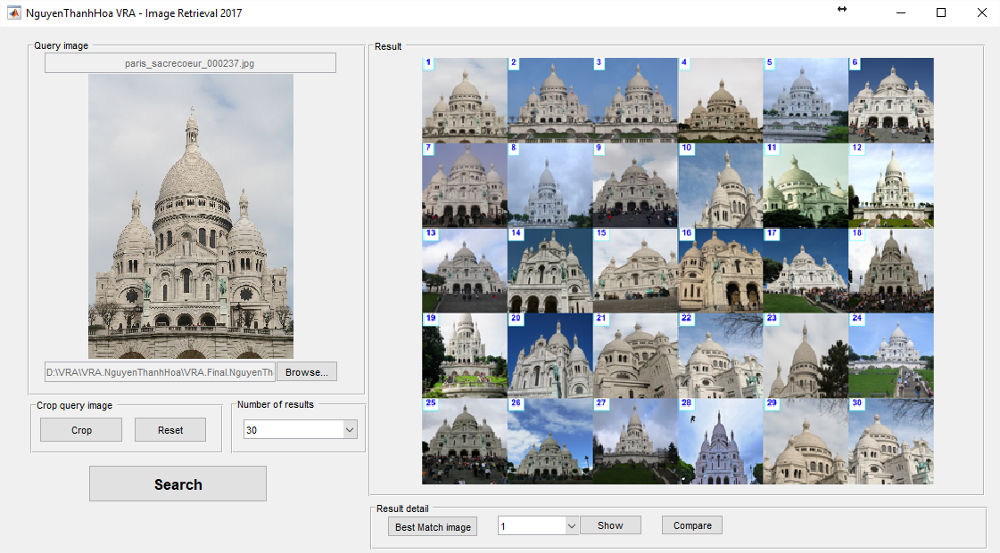 NguyenThanhHoa VRA - Image Retrieval 2017
Query image
paris_sacrecoeur_000237.jpg
D:\VRA\VRA.NguyenThanhHoa\VRA.Final.NguyenTh
Browse...
Crop query image
Crop
Reset
Number of results
30
Search
Result
1 2 3 4 5 6
7 8 9 10 11 12
13 14 15 16 17 18
19 20 21 22 23 24
25 26 27 28 29 30
Result detail
Best Match image
1
Show
Compare